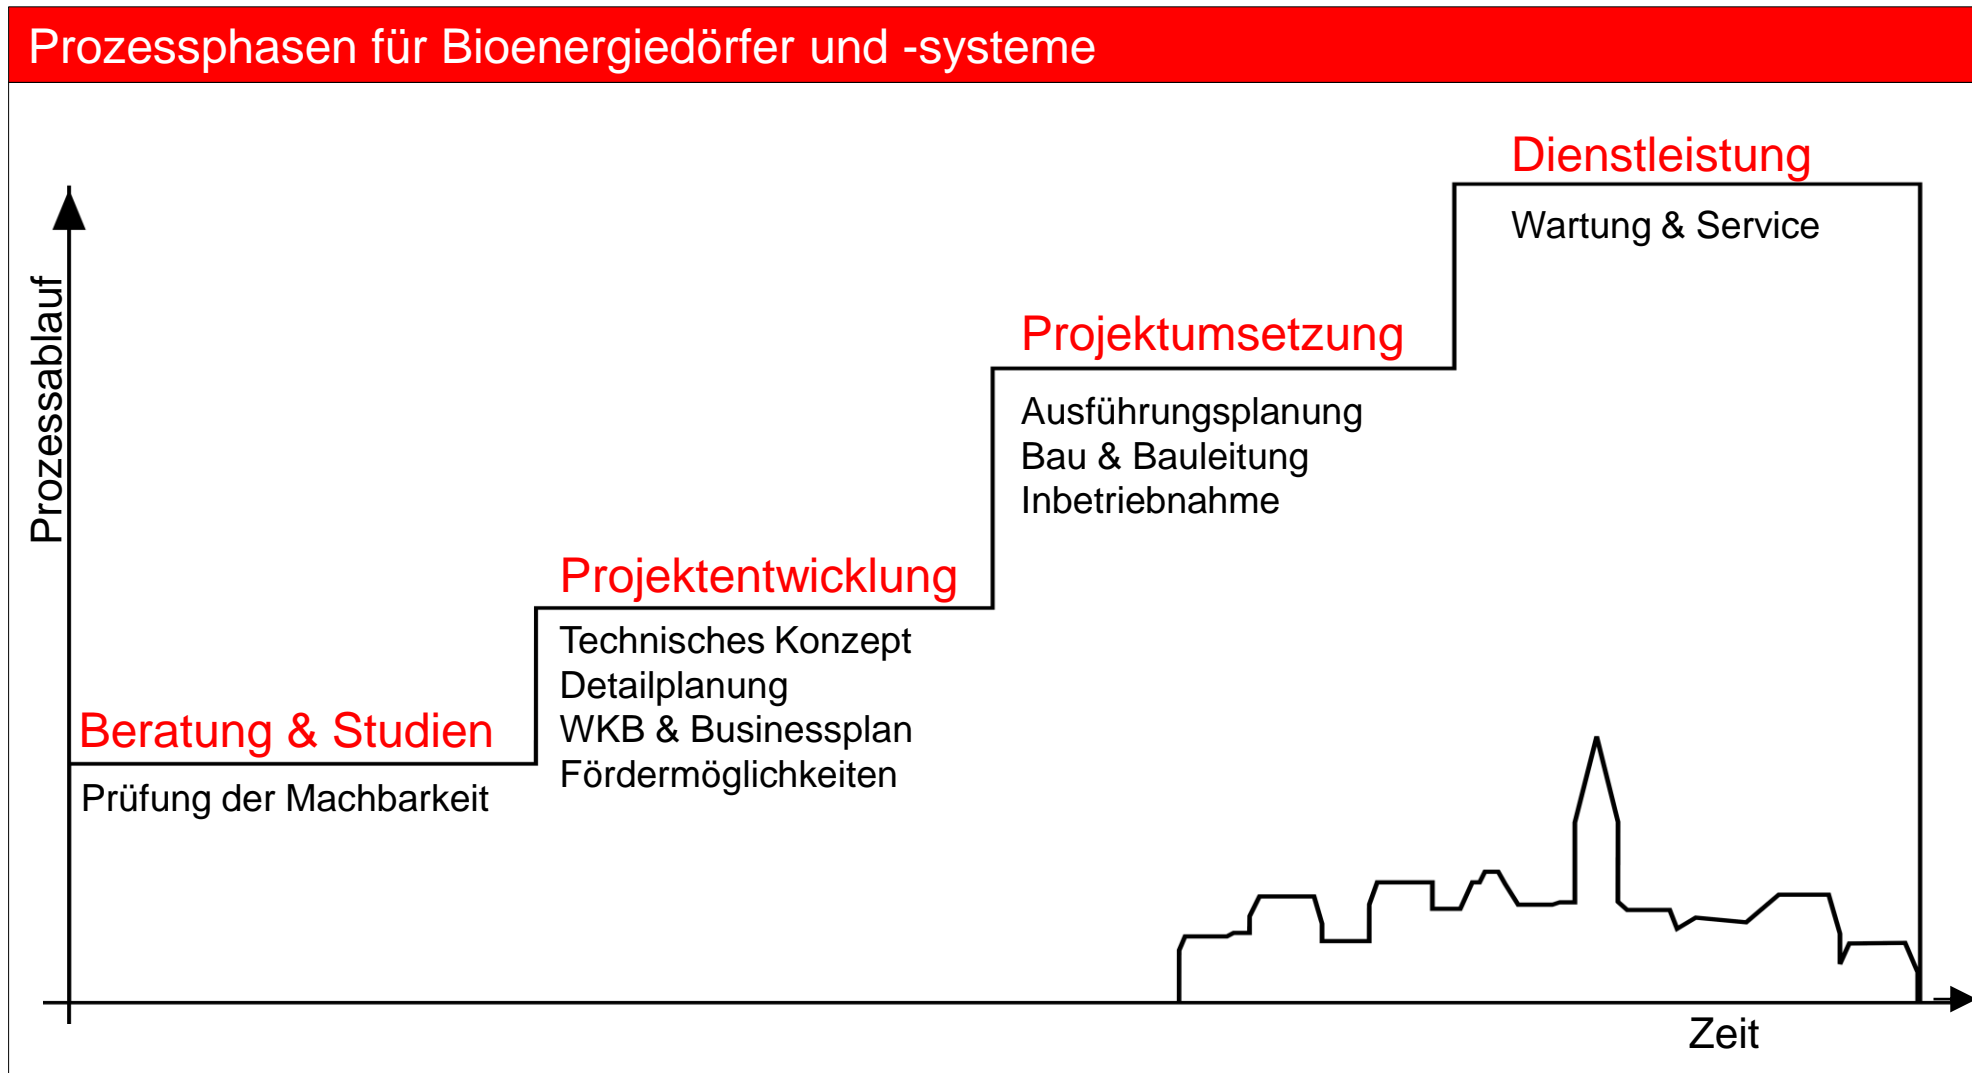 Prozessphasen für Bioenergiedörfer und -systeme
Dienstleistung
Wartung & Service
Prozessablauf
Projektumsetzung
Ausführungsplanung
Bau & Bauleitung
Inbetriebnahme
Projektentwicklung
Technisches Konzept
Detailplanung
WKB & Businessplan
Fördermöglichkeiten
Beratung & Studien
Prüfung der Machbarkeit
Zeit